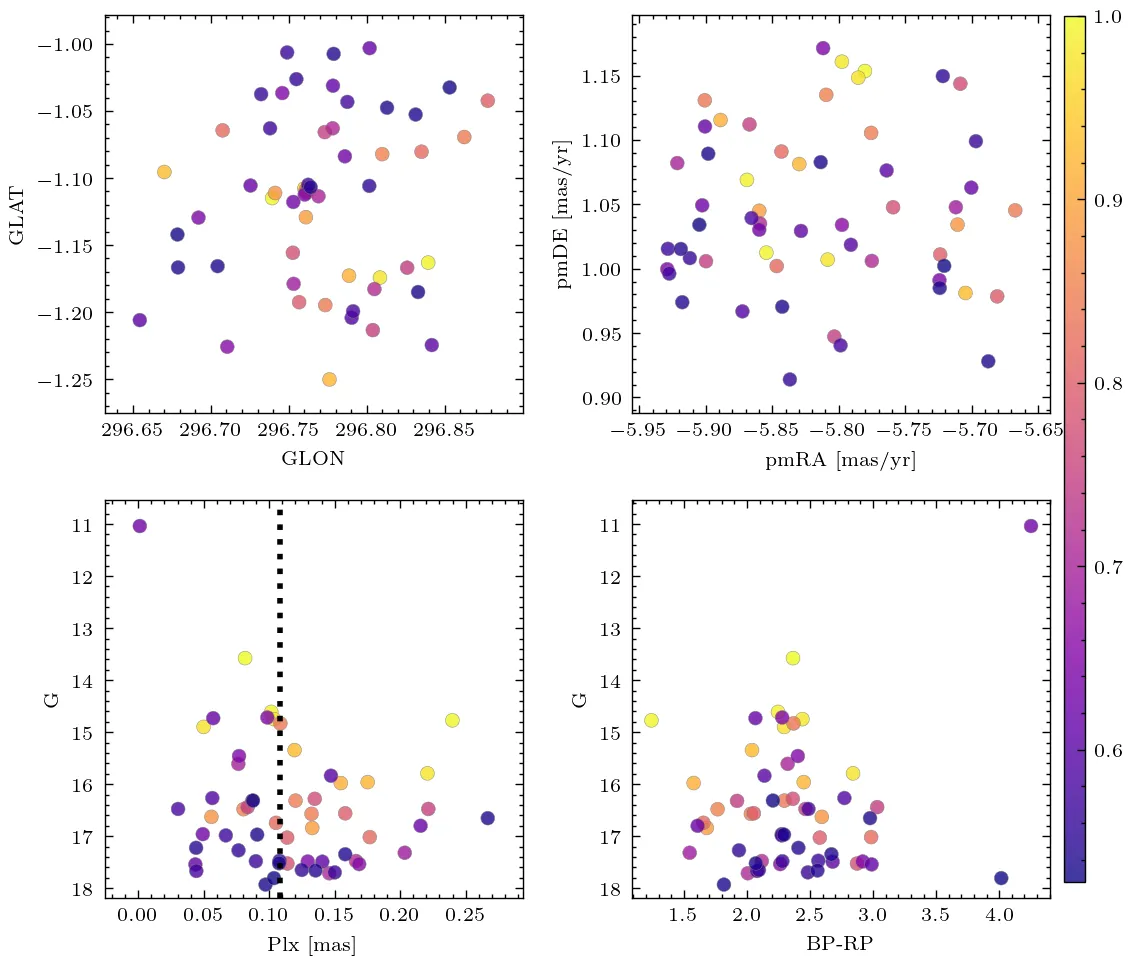 −1.00
−1.05
−1.10
−1.15
−1.20
−1.25
GLAT
296.65 296.70 296.75 296.80 296.85
GLON
1.15
1.10
1.05
1.00
0.95
0.90
pmDE [mas/yr]
−5.95 −5.90 −5.85 −5.80 −5.75 −5.70 −5.65
pmRA [mas/yr]
1.0
0.9
0.8
0.7
0.6
11
12
13
14
15
16
17
18
G
0.00 0.05 0.10 0.15 0.20 0.25
Plx [mas]
11
12
13
14
15
16
17
18
G
1.5 2.0 2.5 3.0 3.5 4.0
BP-RP